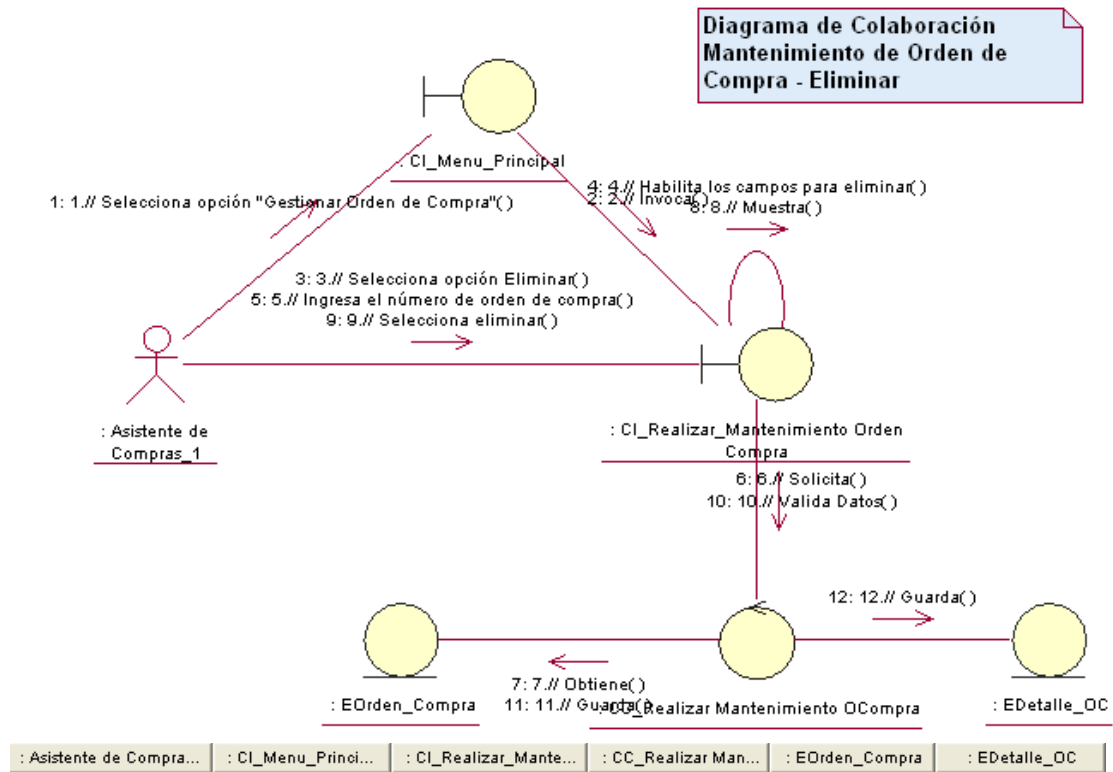 Diagrama de Colaboración
Mantenimiento de Orden de
Compra - Eliminar
: CI_Menu_Principal
1: 1.// Selecciona opción "Gestionar Orden de Compra"( )
4: 4.// Habilita los campos para eliminar( )
2: 2.// Invoca( )
8: 8.// Muestra( )
3: 3.// Selecciona opción Eliminar( )
5: 5.// Ingresa el número de orden de compra( )
9: 9.// Selecciona eliminar( )
: Asistente de
Compras_1
: CI_Realizar_Mantenimiento Orden
Compra
6: 6.// Solicita( )
10: 10.// Valida Datos( )
12: 12.// Guarda( )
7: 7.// Obtiene( )
11: 11.// Guarda( )
: EOrden_Compra
: CC_Realizar Mantenimiento OCompra
: EDetalle_OC
: Asistente de Compra...
: CI_Menu_Princi...
: CI_Realizar_Mante...
: CC_Realizar Man...
: EOrden_Compra
: EDetalle_OC